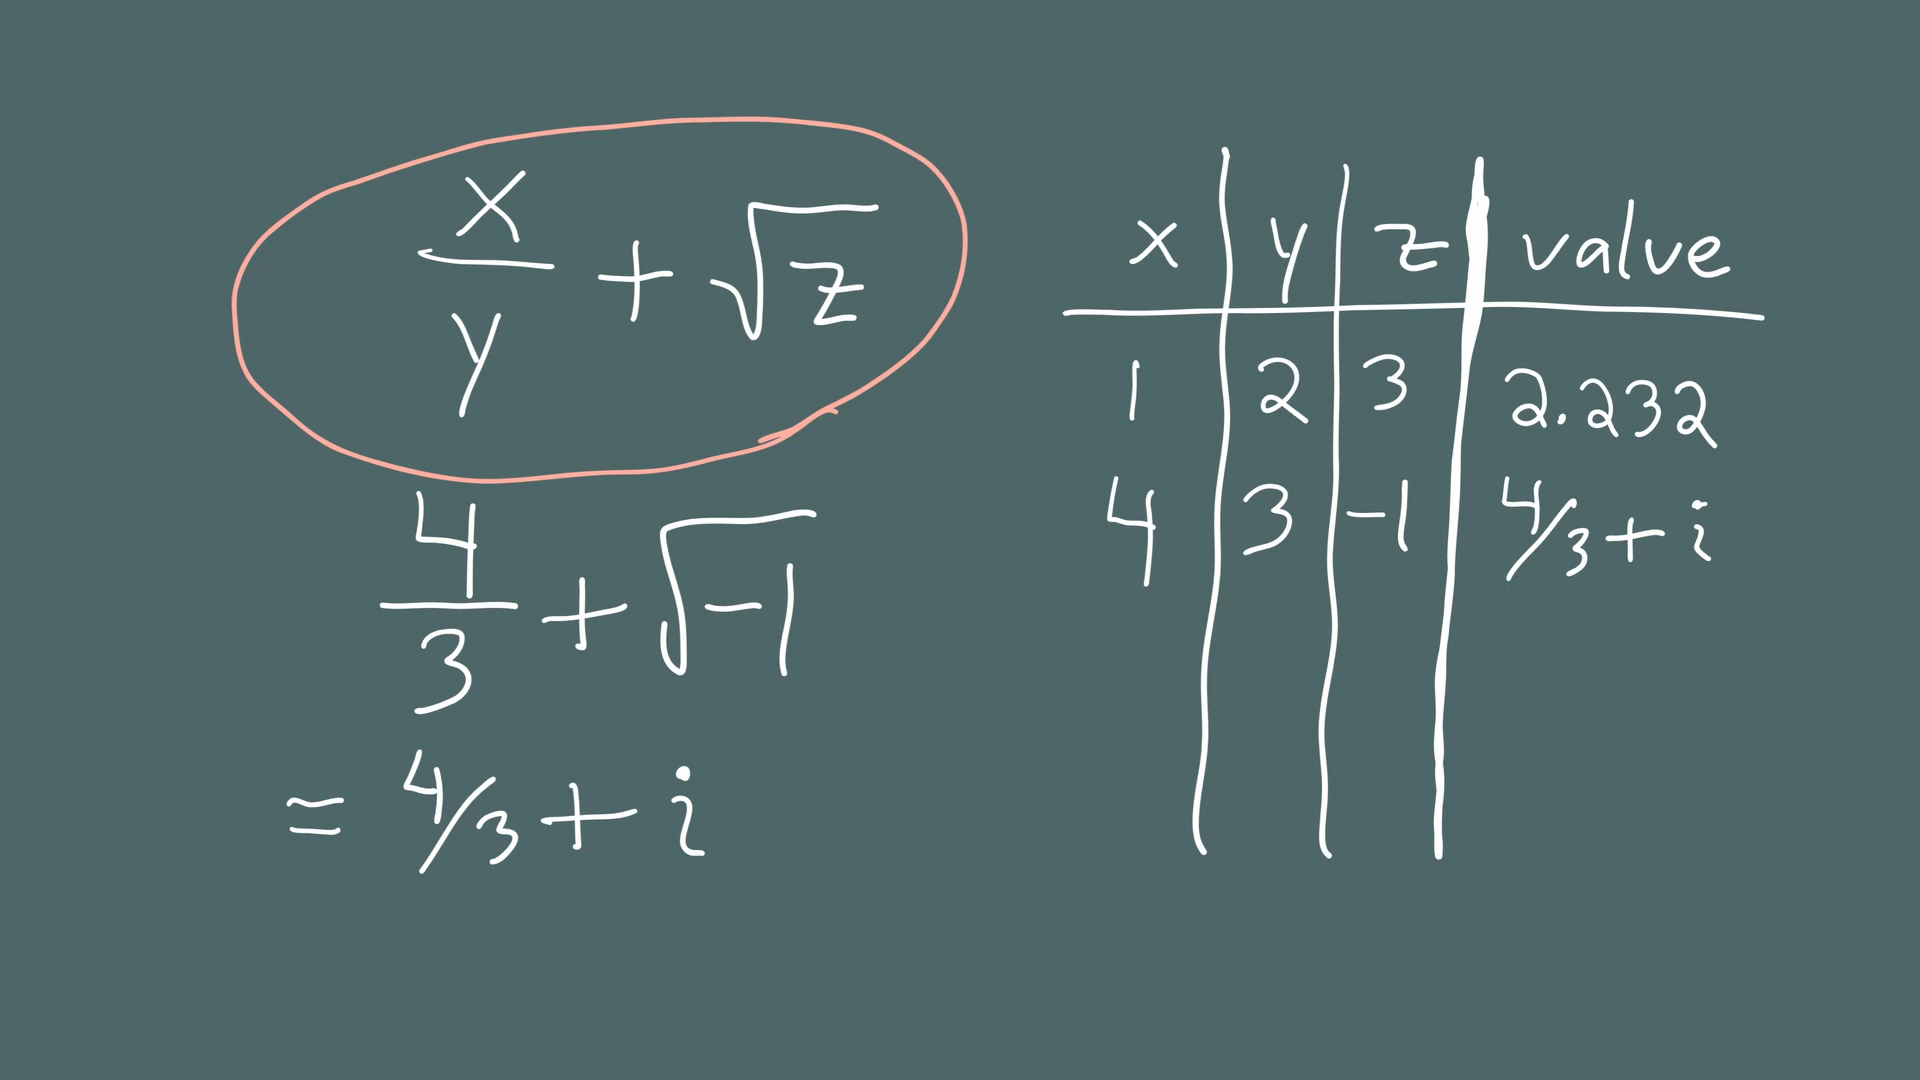 x/y + √z
4/3 + √-1
= 4/3 + i
x y z value
1 2 3 2.232
4 3 -1 4/3 + i